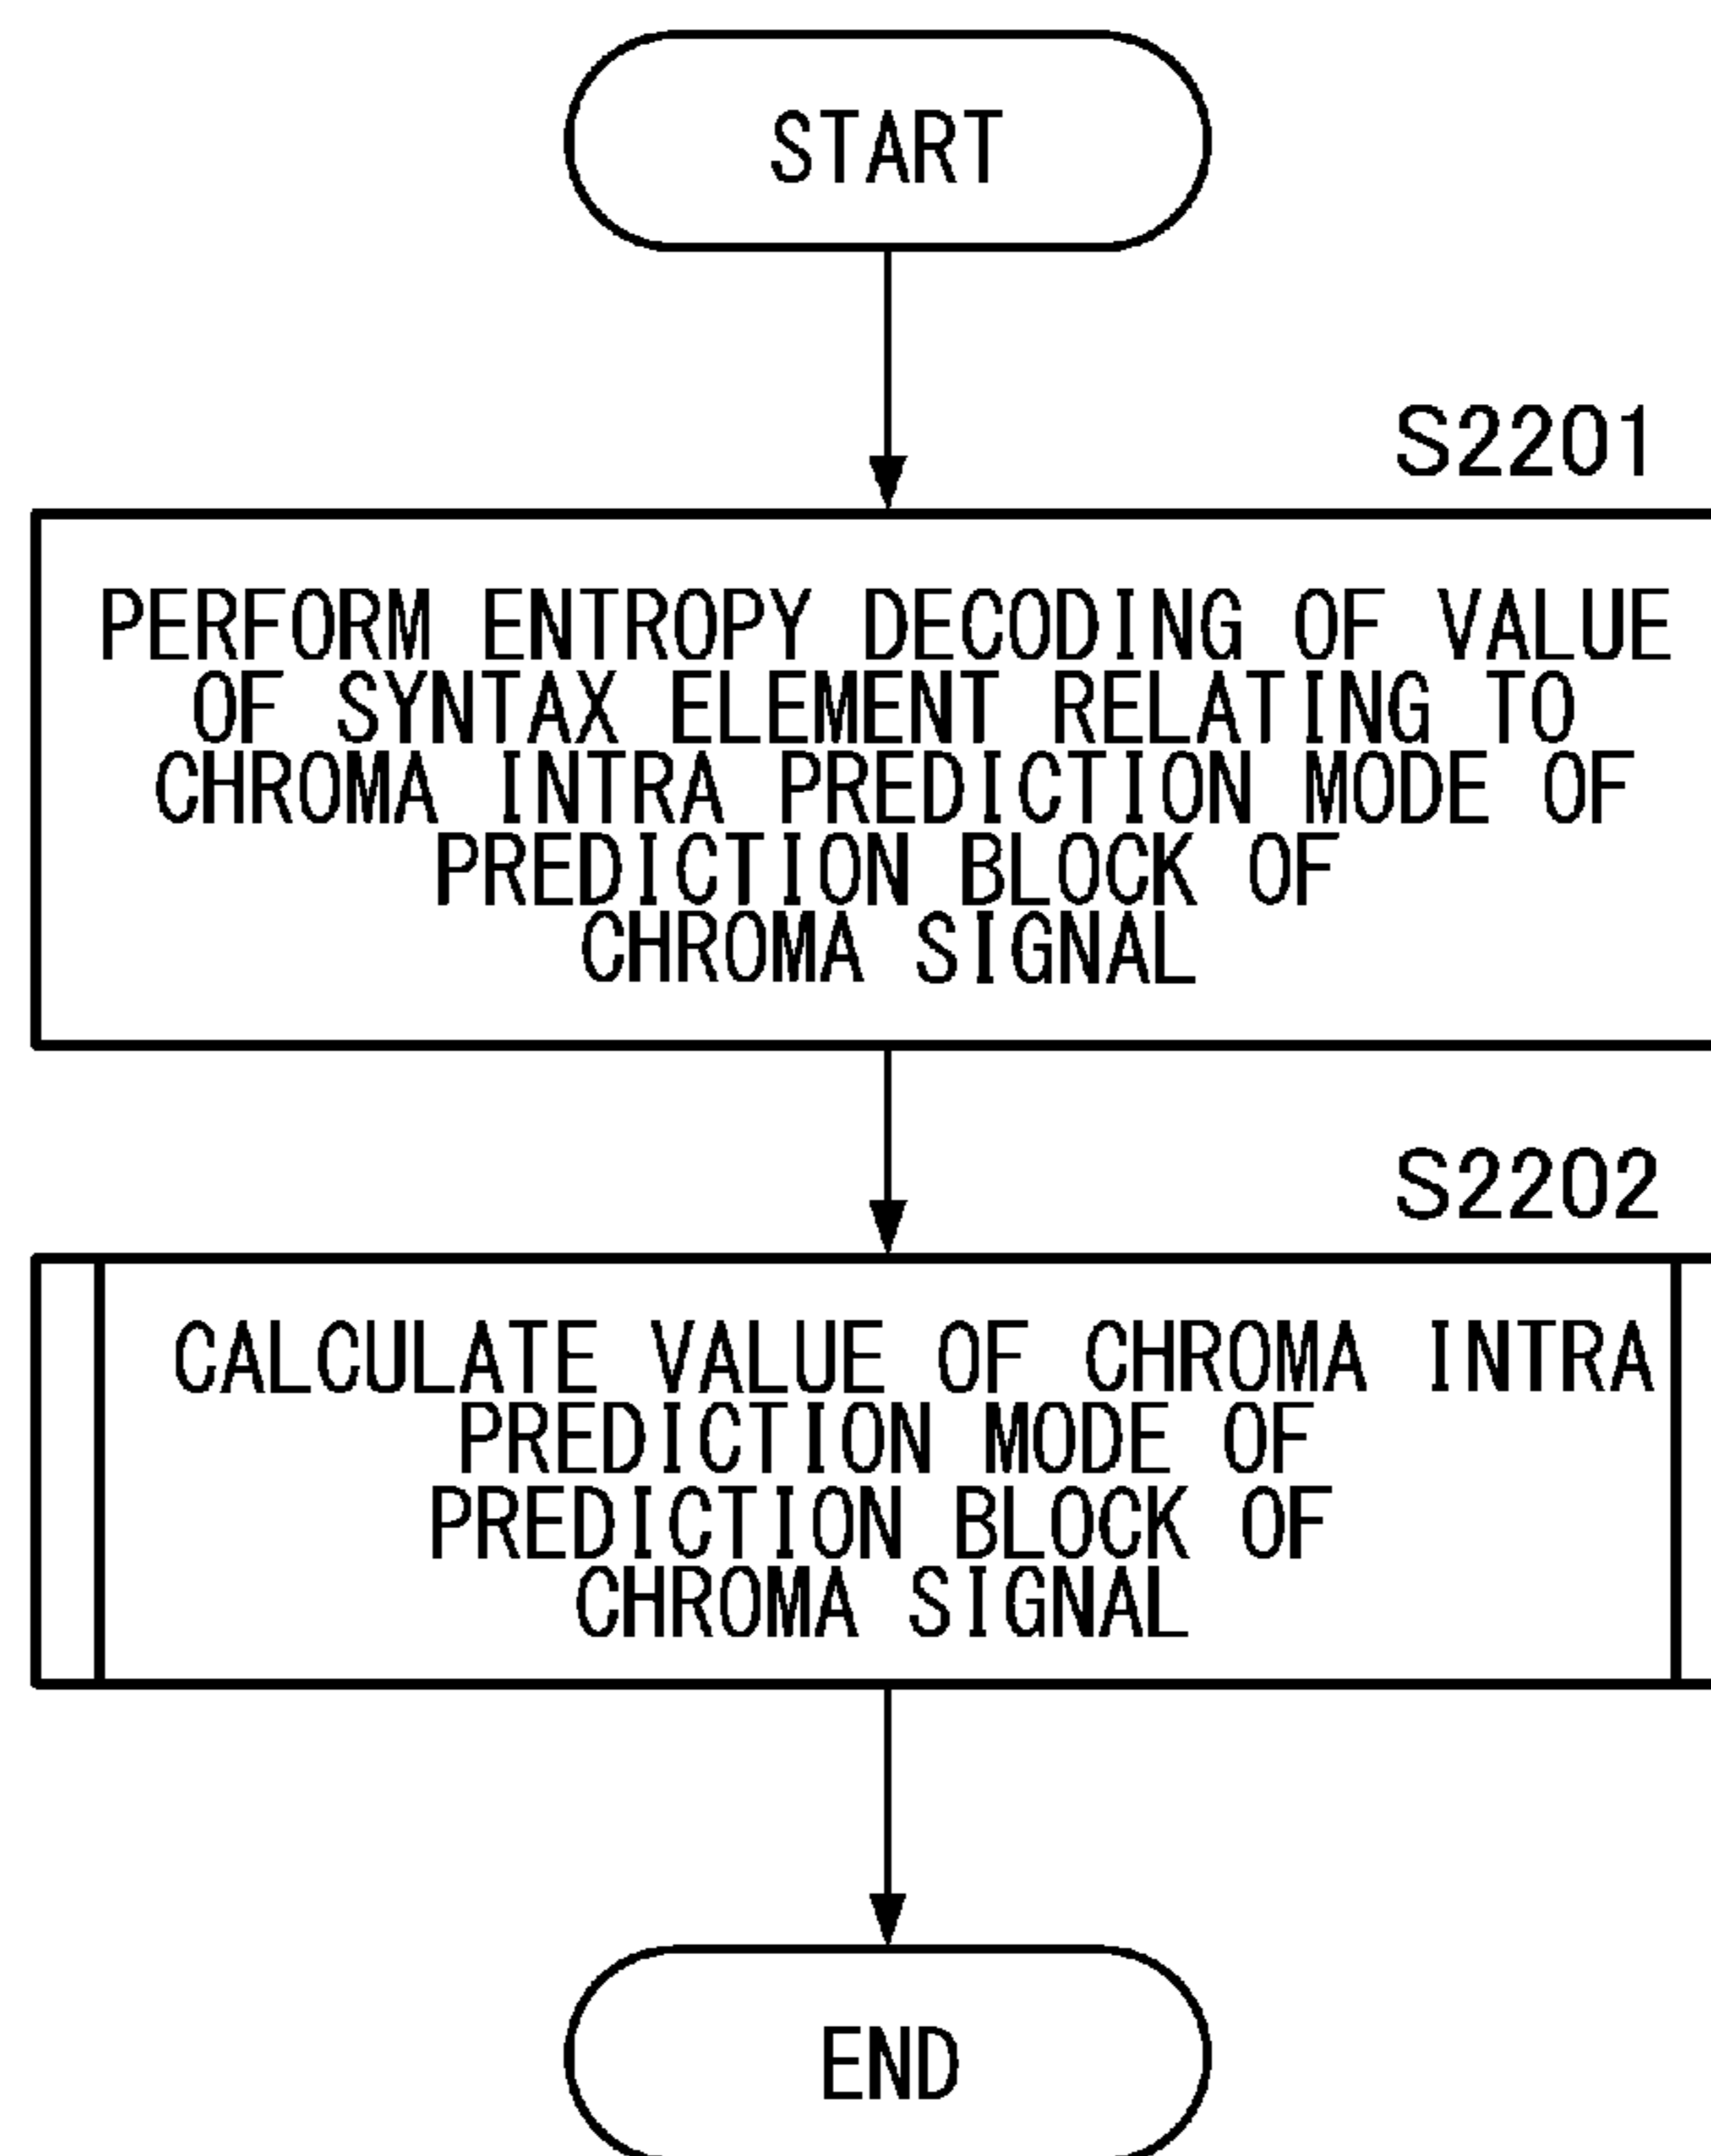 START
S2201
PERFORM ENTROPY DECODING OF VALUE
OF SYNTAX ELEMENT RELATING TO
CHROMA INTRA PREDICTION MODE OF
PREDICTION BLOCK OF
CHROMA SIGNAL
S2202
CALCULATE VALUE OF CHROMA INTRA
PREDICTION MODE OF
PREDICTION BLOCK OF
CHROMA SIGNAL
END